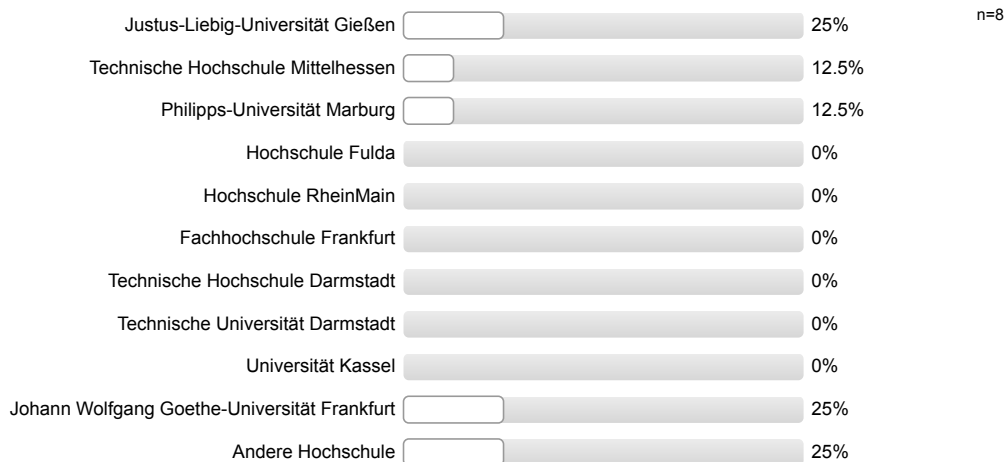 Justus-Liebig-Universität Gießen 25% n=8
Technische Hochschule Mittelhessen 12.5%
Philipps-Universität Marburg 12.5%
Hochschule Fulda 0%
Hochschule RheinMain 0%
Fachhochschule Frankfurt 0%
Technische Hochschule Darmstadt 0%
Technische Universität Darmstadt 0%
Universität Kassel 0%
Johann Wolfgang Goethe-Universität Frankfurt 25%
Andere Hochschule 25%